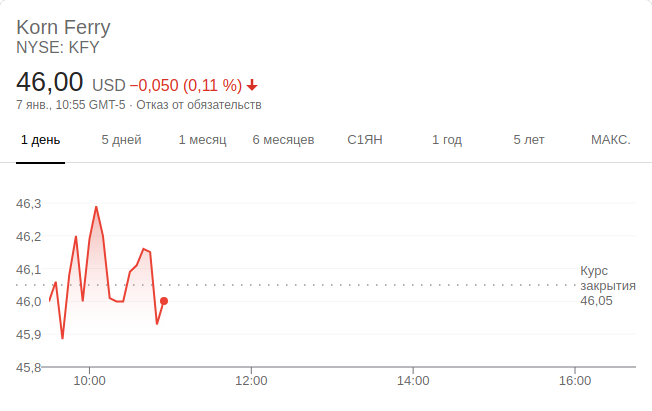 Korn Ferry
NYSE: KFY
46,00 USD −0,050 (0,11 %)
7 янв., 10:55 GMT-5 · Отказ от обязательств
1 день 5 дней 1 месяц 6 месяцев С1ЯН 1 год 5 лет МАКС.
46,3
46,2
46,1
46,0
45,9
45,8
Курс
закрытия
46,05
10:00 12:00 14:00 16:00